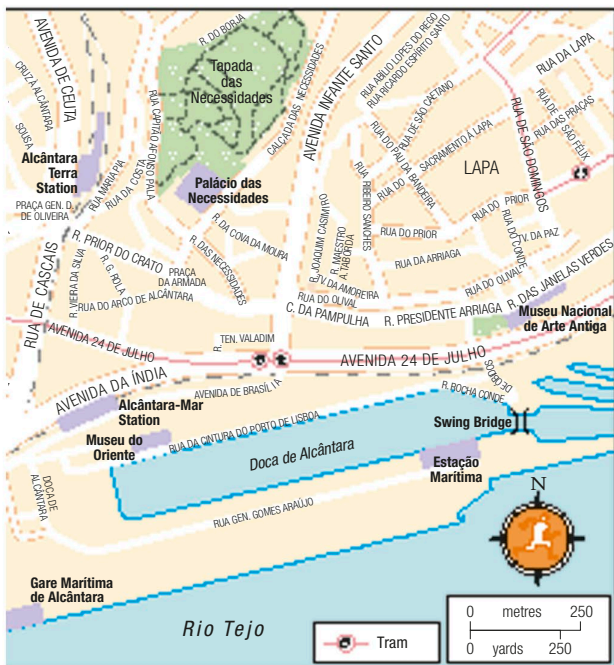 R. DO BORJA
Tapada
das
Necessidades
AVENIDA DE CEUTA
CRUZ A ALCÂNTARA
SOUSA
CALÇADA DAS NECESSIDADES
AVENIDA INFANTE SANTO
RUA ABILIO LOPES DO REGO
RUA RICARDO ESPIRITO SANTO
RUA DE SÃO CAETANO
RUA DA LAPA
RUA DE SÃO DOMINGOS
RUA DAS PRAÇAS
RUA DE
SÃO FÉLIX
RUA CAPITÃO AFONSO PALLA
Alcântara
Terra
Station
RUA MARIA PIA
RUA DA COSTA
Palácio das
Necessidades
RUA DO PAU DA BANDEIRA
RUA DO SACRAMENTO À LAPA
LAPA
PRAÇA GEN. D.
DE OLIVEIRA
R. DA COVA DA MOURA
R. JOAQUIM CASIMIRO
R. MAESTRO
A. TABORDA
RUA RIBEIRO SANCHES
RUA DO PRIOR
RUA DO PRIOR
RUA DO CONDE
TV. DA PAZ
RUA DE CASCAIS
R. PRIOR DO CRATO
R. DAS NECESSIDADES
PRAÇA
DA ARMADA
R. VIEIRA DA SILVA
R. G. ROLA
RUA DO ARCO DE ALCÂNTARA
RUA DA ARRIAGA
TV DA AMOREIRA
RUA DO OLIVAL
RUA DO OLIVAL
C. DA PAMPULHA
R. PRESIDENTE ARRIAGA
R. DAS JANELAS VERDES
Museu Nacional
de Arte Antiga
AVENIDA 24 DE JULHO
R. TEN. VALADIM
AVENIDA 24 DE JULHO
AVENIDA DA ÍNDIA
AVENIDA DE BRASÍLIA
R. ROCHA CONDE
DE ÓBIDOS
Alcântara-Mar
Station
Museu do
Oriente
RUA DA CINTURA DO PORTO DE LISBOA
Swing Bridge
Doca de Alcântara
Estação
Marítima
DOCA DE
ALCÂNTARA
RUA GEN. GOMES ARAÚJO
N
Gare Marítima
de Alcântara
Rio Tejo
Tram
0 metres 250
0 yards 250